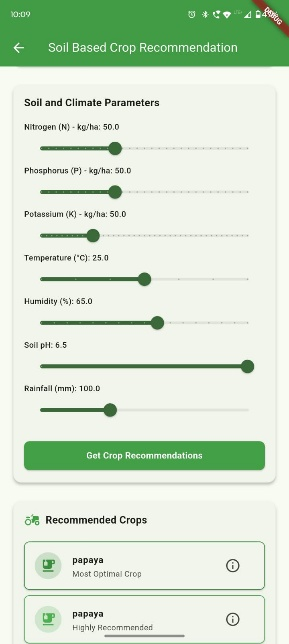 10:09
DEBUG
Soil Based Crop Recommendation
Soil and Climate Parameters
Nitrogen (N) - kg/ha: 50.0
Phosphorus (P) - kg/ha: 50.0
Potassium (K) - kg/ha: 50.0
Temperature (°C): 25.0
Humidity (%): 65.0
Soil pH: 6.5
Rainfall (mm): 100.0
Get Crop Recommendations
Recommended Crops
papaya
Most Optimal Crop
papaya
Highly Recommended